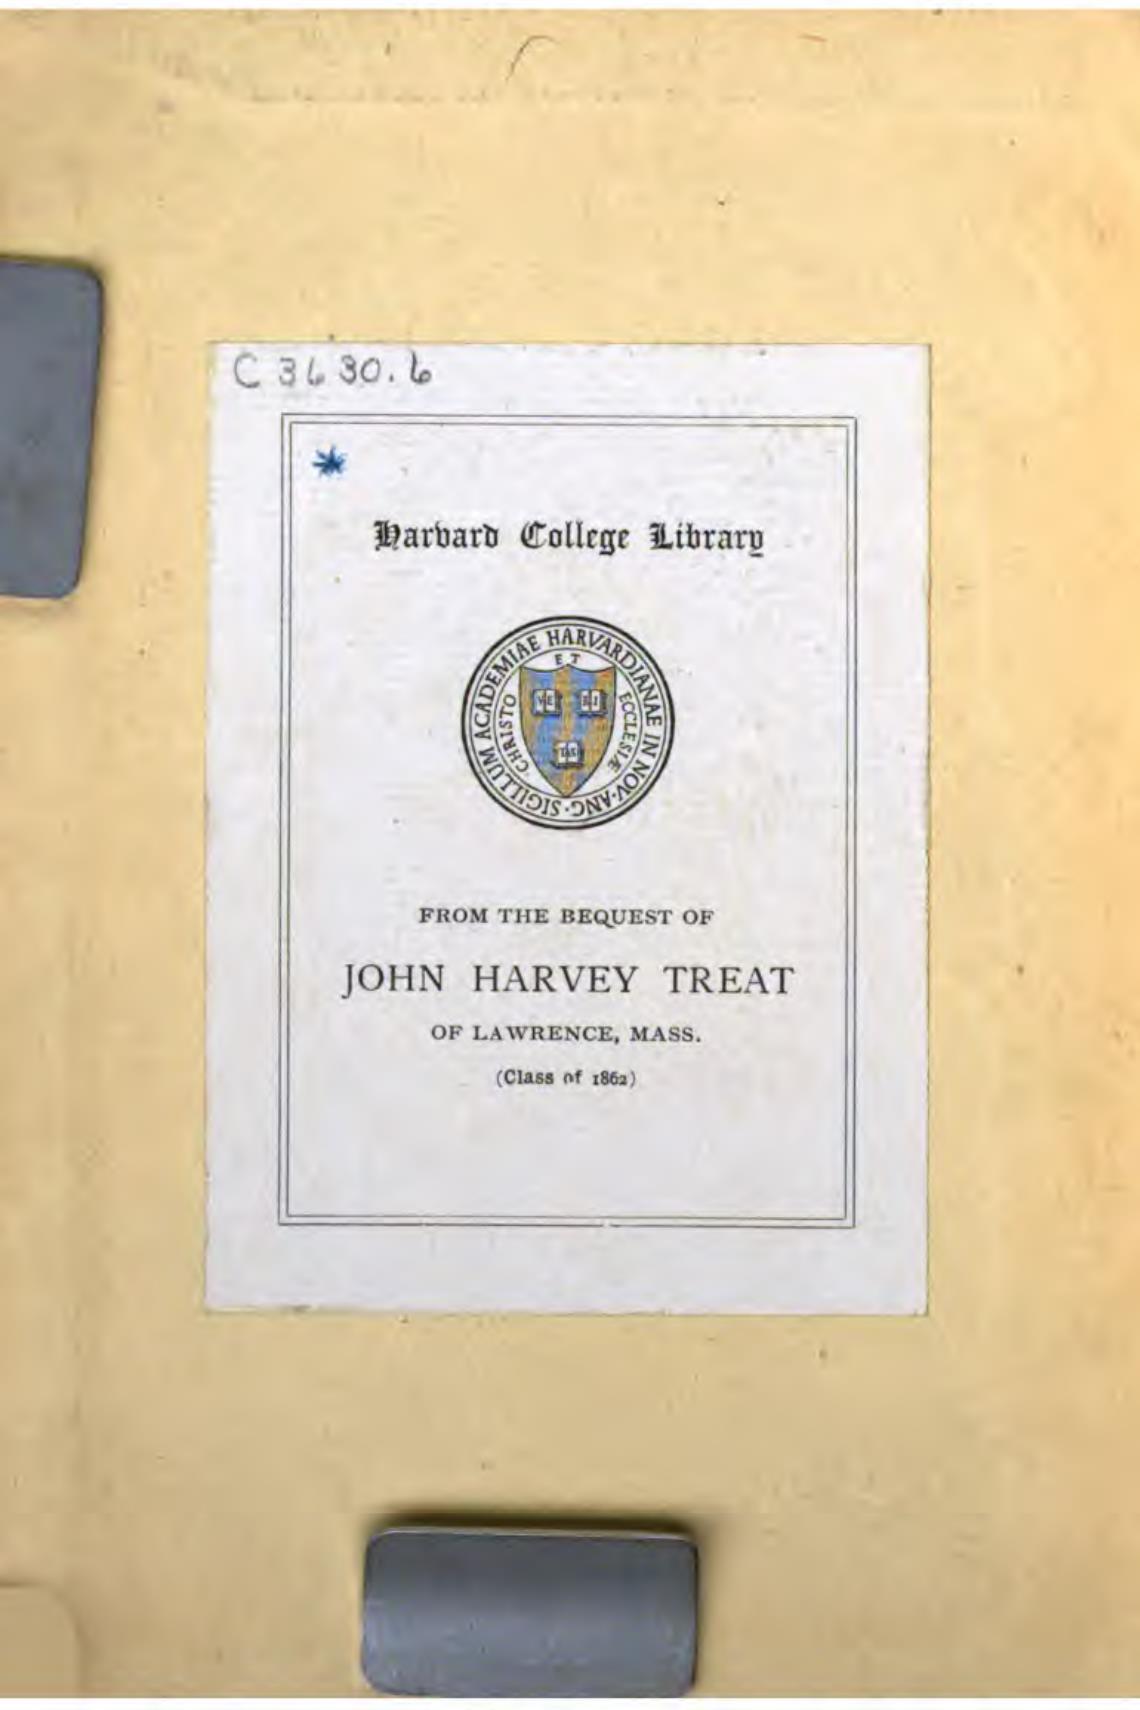 C 3630.6
Harvard College Library
SIGILLUM ACADEMIAE HARVARDIANAE IN NOV·ANG·
CHRISTO ET ECCLESIÆ
VE RI
TAS
FROM THE BEQUEST OF
JOHN HARVEY TREAT
OF LAWRENCE, MASS.
(Class of 1862)